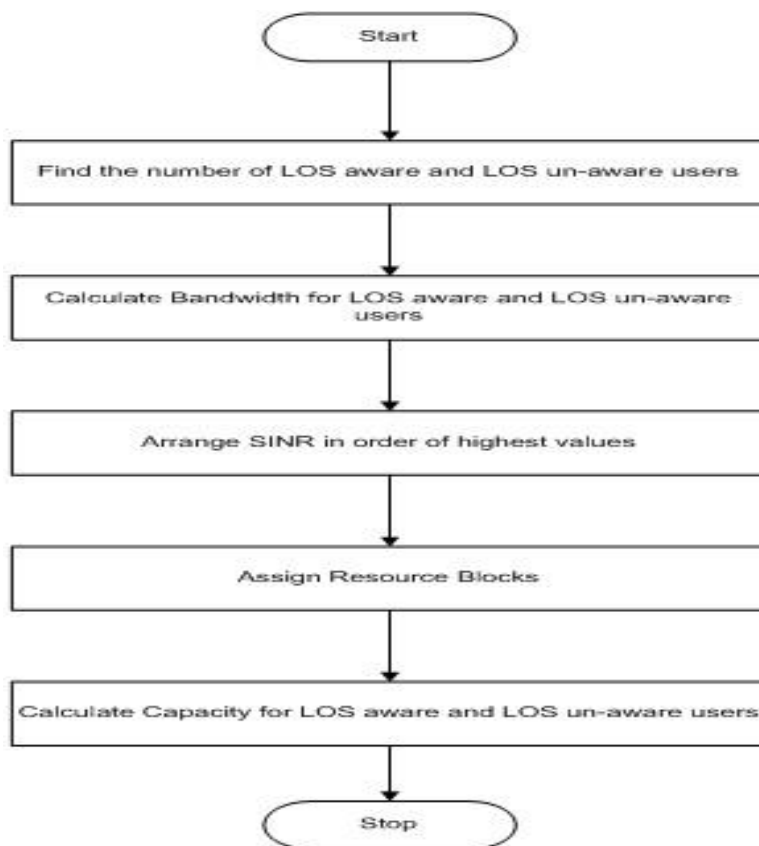 Start
Find the number of LOS aware and LOS un-aware users
Calculate Bandwidth for LOS aware and LOS un-aware
users
Arrange SINR in order of highest values
Assign Resource Blocks
Calculate Capacity for LOS aware and LOS un-aware users
Stop